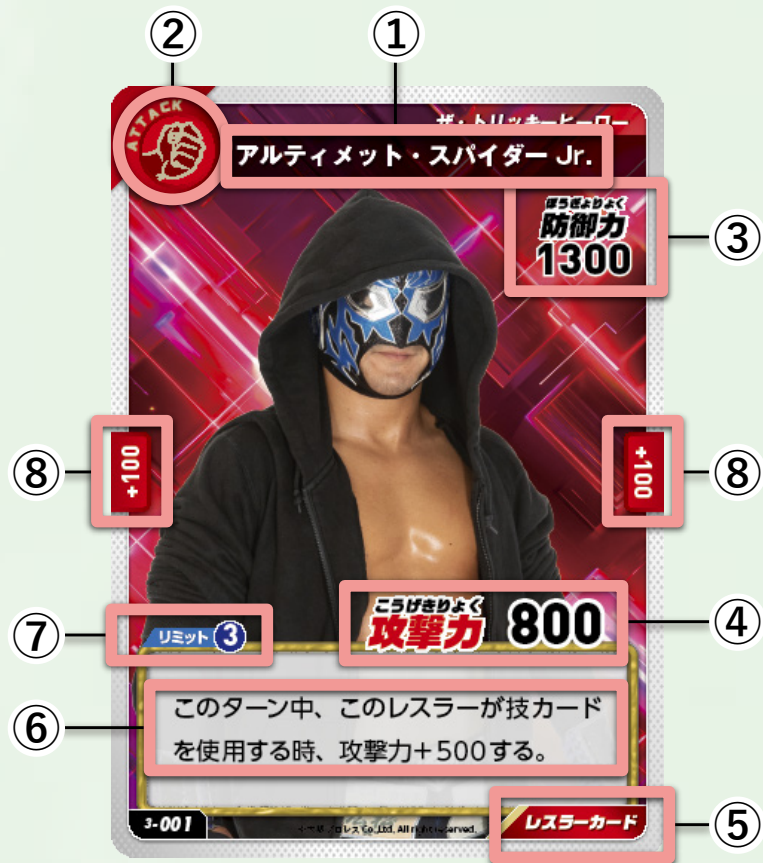 ② ①
ATTACK
ザ・トリッキーヒーロー
アルティメット・スパイダー Jr.
ぼうぎょりょく
防御力
1300
③
⑧ +100
+100 ⑧
こうげきりょく
攻撃力 800
④
⑦ リミット 3
⑥ このターン中、このレスラーが技カード
を使用する時、攻撃力+500する。
3-001
Co.,Ltd. All rights reserved.
レスラーカード
⑤